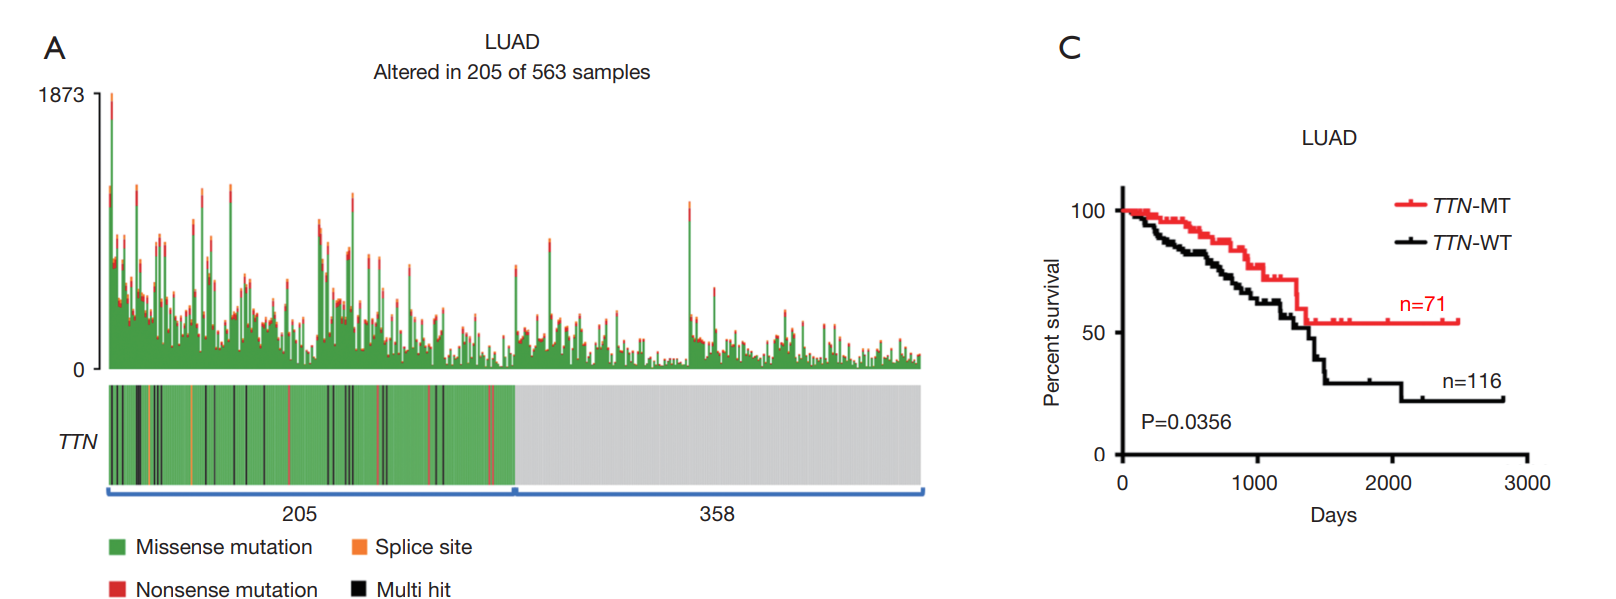 A
LUAD
Altered in 205 of 563 samples
1873
0
TTN
205
358
Missense mutation
Splice site
Nonsense mutation
Multi hit
C
LUAD
Percent survival
100
50
0
TTN-MT
TTN-WT
n=71
n=116
P=0.0356
0
1000
2000
3000
Days